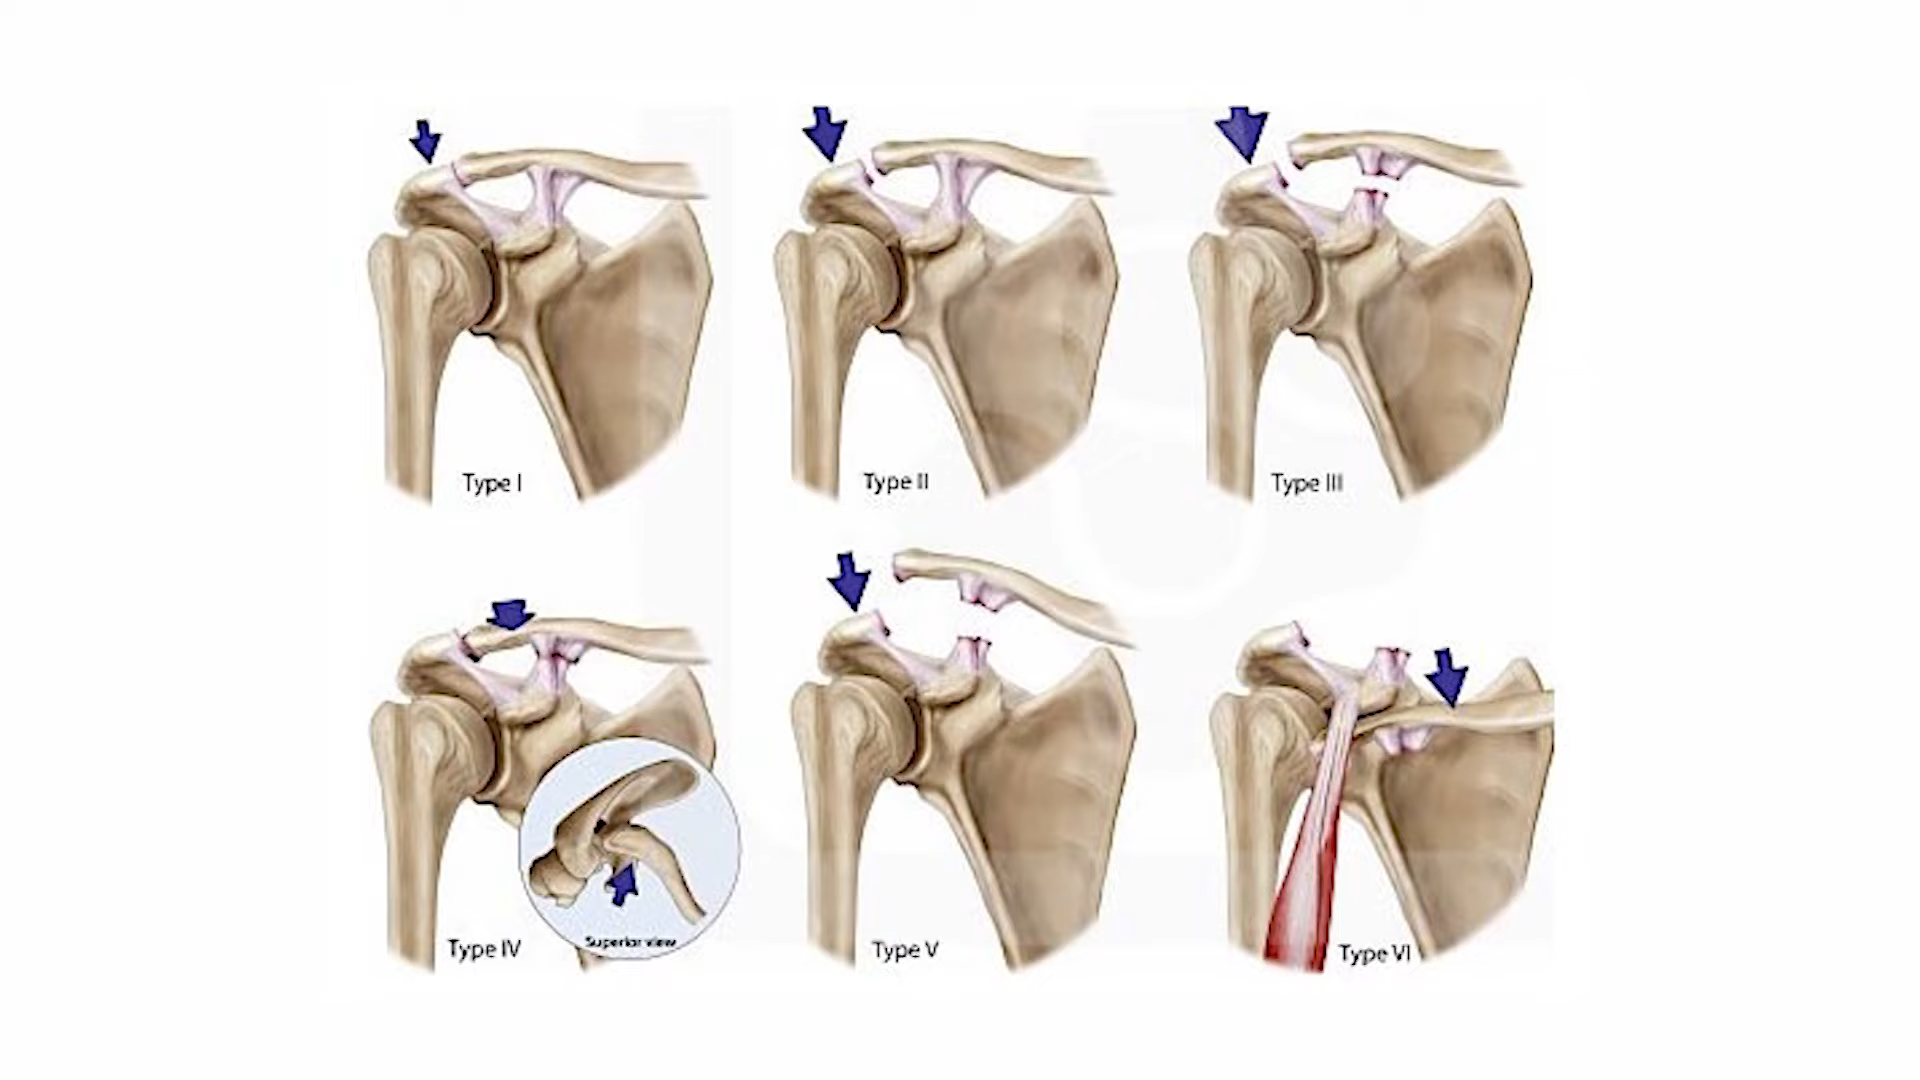 Type I
Type II
Type III
Type IV
Superior view
Type V
Type VI